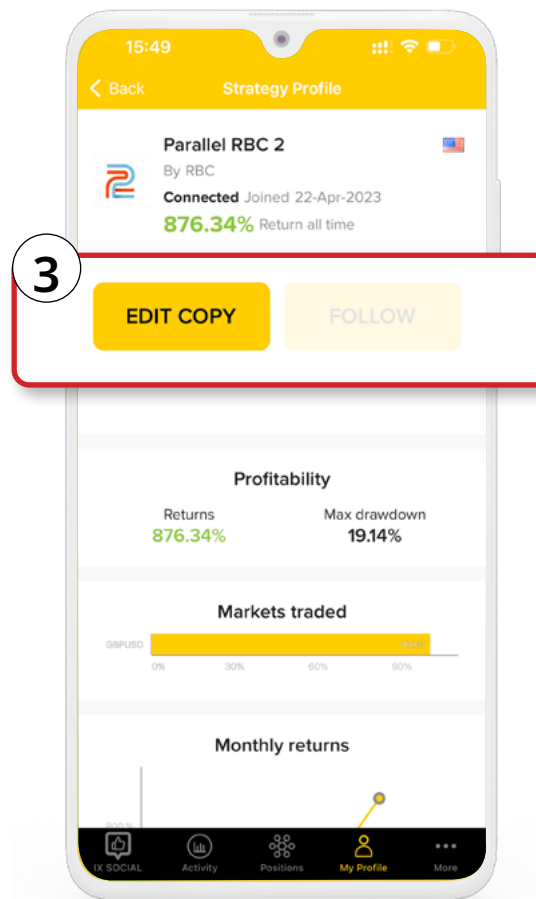 15:49
Back
Strategy Profile
Parallel RBC 2
By RBC
Connected Joined 22-Apr-2023
876.34% Return all time
3
EDIT COPY
FOLLOW
Profitability
Returns
Max drawdown
876.34%
19.14%
Markets traded
GBPUSD
0%
30%
60%
90%
Monthly returns
IX SOCIAL
Activity
Positions
My Profile
More